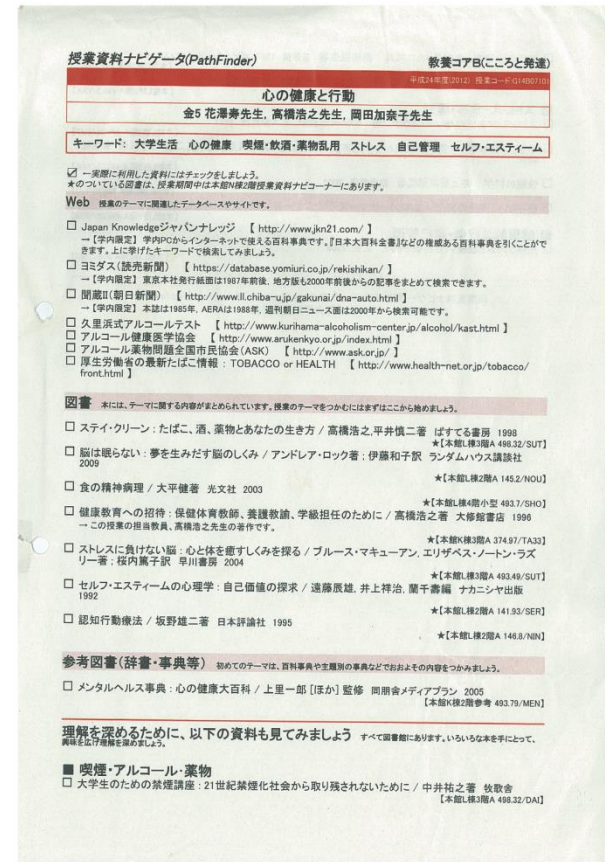 授業資料ナビゲータ(PathFinder)
教養コアB(こころと発達)
平成24年度(2012) 授業コード:G14B07101
心の健康と行動
金5 花澤寿先生, 高橋浩之先生, 岡田加奈子先生
キーワード: 大学生活 心の健康 喫煙・飲酒・薬物乱用 ストレス 自己管理 セルフ・エスティーム
☑ ←実際に利用した資料にはチェックをしましょう。
★のついている図書は、授業期間中は本館N棟2階授業資料ナビコーナーにあります。
Web 授業のテーマに関連したデータベースやサイトです。
□ Japan Knowledgeジャパンナレッジ 【 http://www.jkn21.com/ 】
→【学内限定】 学内PCからインターネットで使える百科事典です。『日本大百科全書』などの権威ある百科事典を引くことがで
きます。上に挙げたキーワードで検索してみましょう。
□ ヨミダス(読売新聞) 【 https://database.yomiuri.co.jp/rekishikan/ 】
→【学内限定】 東京本社発行紙面は1987年前後、地方版も2000年前後からの記事をまとめて検索できます。
□ 聞蔵II(朝日新聞) 【 http://www.ll.chiba-u.jp/gakunai/dna-auto.html 】
→【学内限定】 本誌は1985年、AERAは1988年、週刊朝日ニュース面は2000年から検索可能です。
□ 久里浜式アルコールテスト 【 http://www.kurihama-alcoholism-center.jp/alcohol/kast.html 】
□ アルコール健康医学協会 【 http://www.arukenkyo.or.jp/index.html 】
□ アルコール薬物問題全国市民協会(ASK) 【 http://www.ask.or.jp/ 】
□ 厚生労働省の最新たばこ情報 : TOBACCO or HEALTH 【 http://www.health-net.or.jp/tobacco/
front.html 】
図書 本には、テーマに関する内容がまとめられています。授業のテーマをつかむにはまずはここから始めましょう。
□ ステイ・クリーン : たばこ、酒、薬物とあなたの生き方 / 高橋浩之,平井慎二著 ぱすてる書房 1998
★【本館L棟3階A 498.32/SUT】
□ 脳は眠らない : 夢を生みだす脳のしくみ / アンドレア・ロック著 ; 伊藤和子訳 ランダムハウス講談社
2009
★【本館L棟2階A 145.2/NOU】
□ 食の精神病理 / 大平健著 光文社 2003
★【本館L棟4階小型 493.7/SHO】
□ 健康教育への招待 : 保健体育教師、養護教諭、学級担任のために / 高橋浩之著 大修館書店 1996
→ この授業の担当教員、高橋浩之先生の著作です。
★【本館K棟3階A 374.97/TA33】
□ ストレスに負けない脳 : 心と体を癒すしくみを探る / ブルース・マキューアン, エリザベス・ノートン・ラズ
リー著 ; 桜内篤子訳 早川書房 2004
★【本館L棟3階A 493.49/SUT】
□ セルフ・エスティームの心理学 : 自己価値の探求 / 遠藤辰雄, 井上祥治, 蘭千壽編 ナカニシヤ出版
1992
★【本館L棟2階A 141.93/SER】
□ 認知行動療法 / 坂野雄二著 日本評論社 1995
★【本館L棟2階A 146.8/NIN】
参考図書(辞書・事典等) 初めてのテーマは、百科事典や主題別の事典などでおおよその内容をつかみましょう。
□ メンタルヘルス事典 : 心の健康大百科 / 上里一郎 [ほか] 監修 同朋舎メディアプラン 2005
【本館K棟2階参考 493.79/MEN】
理解を深めるために、以下の資料も見てみましょう すべて図書館にあります。いろいろな本を手にとって、
興味を広げ理解を深めましょう。
■ 喫煙・アルコール・薬物
□ 大学生のための禁煙講座 : 21世紀禁煙化社会から取り残されないために / 中井祐之著 牧歌舎
【本館L棟3階A 498.32/DAI】